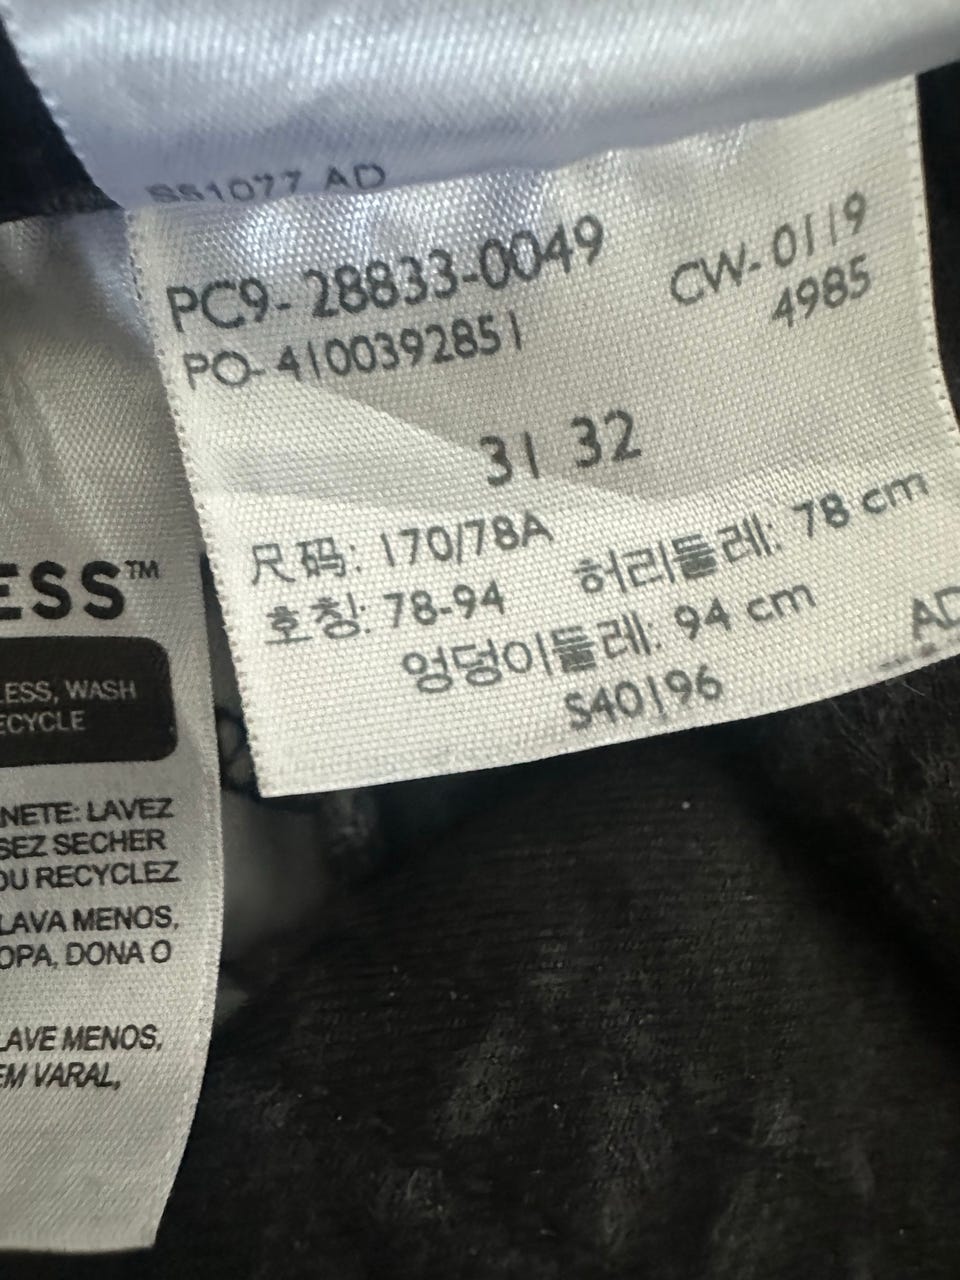 SS1077 AD
PC9-28833-0049
CW-0119
PO-4100392851
4985
31 32
尺码: 170/78A
호칭: 78-94
허리둘레: 78 cm
엉덩이둘레: 94 cm
S40196
AD
ESS™
LESS, WASH
ECYCLE
NETE: LAVEZ
SEZ SECHER
OU RECYCLEZ
LAVA MENOS,
OPA, DONA O
LAVE MENOS,
EM VARAL,